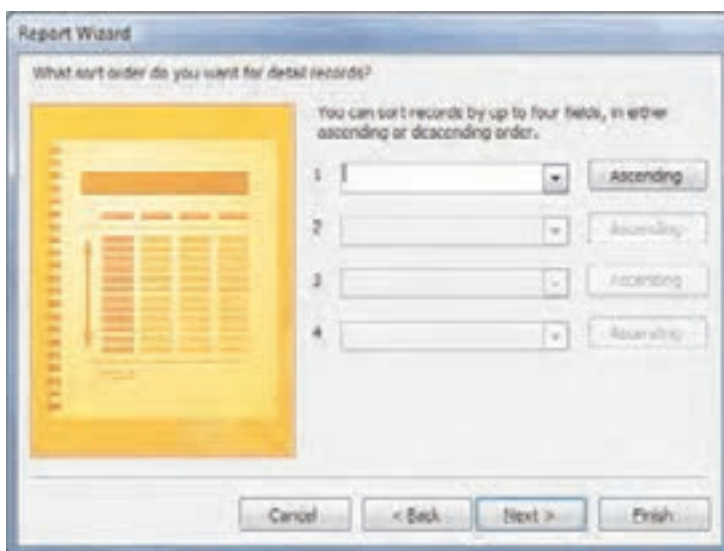 Report Wizard
What sort order do you want for detail records?
You can sort records by up to four fields, in either
ascending or descending order.
1 Ascending
2 Ascending
3 Ascending
4 Ascending
Cancel < Back Next > Finish